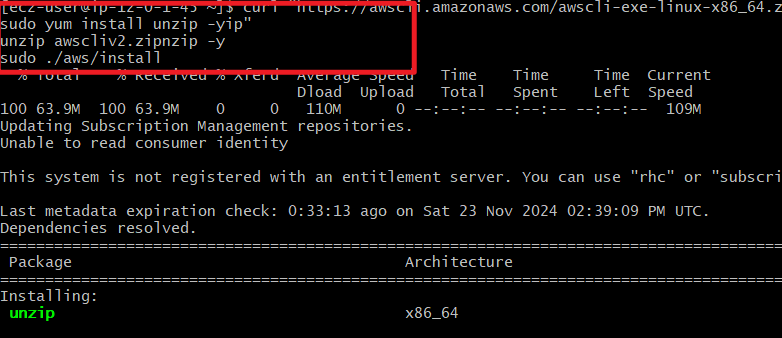 [ec2-user@ip-12-0-1-45 ~]$ curl "https://awscli.amazonaws.com/awscli-exe-linux-x86_64.z
sudo yum install unzip -yip"
unzip awscliv2.zipnzip -y
sudo ./aws/install
% Total % Received % Xferd Average Speed Time Time Time Current
Dload Upload Total Spent Left Speed
100 63.9M 100 63.9M 0 0 110M 0 --:--:-- --:--:-- --:--:-- 109M
Updating Subscription Management repositories.
Unable to read consumer identity
This system is not registered with an entitlement server. You can use "rhc" or "subscri
Last metadata expiration check: 0:33:13 ago on Sat 23 Nov 2024 02:39:09 PM UTC.
Dependencies resolved.
================================================================================
Package Architecture
================================================================================
Installing:
unzip x86_64